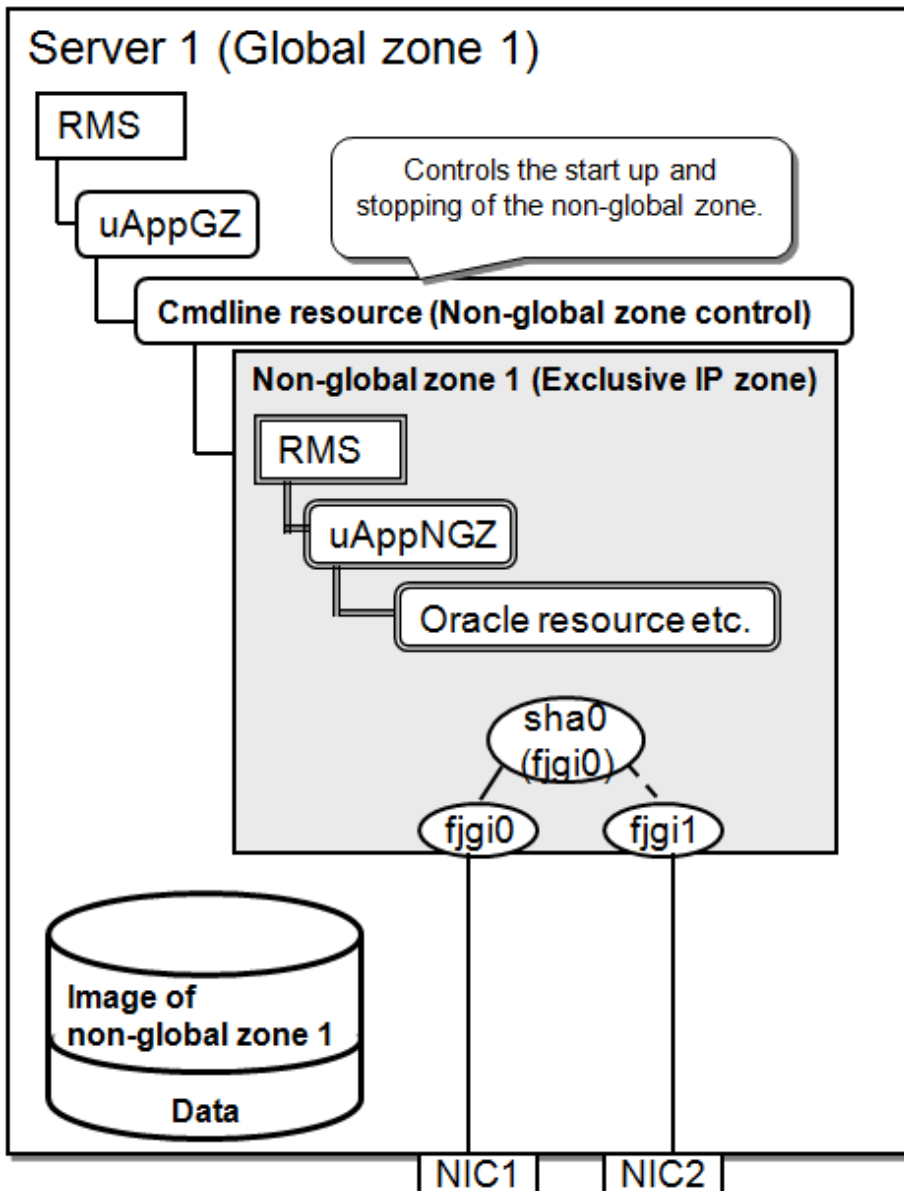 Server 1 (Global zone 1)
RMS
Controls the start up and
stopping of the non-global zone.
uAppGZ
Cmdline resource (Non-global zone control)
Non-global zone 1 (Exclusive IP zone)
RMS
uAppNGZ
Oracle resource etc.
sha0
(fjgi0)
fjgi0
fjgi1
Image of
non-global zone 1
Data
NIC1
NIC2